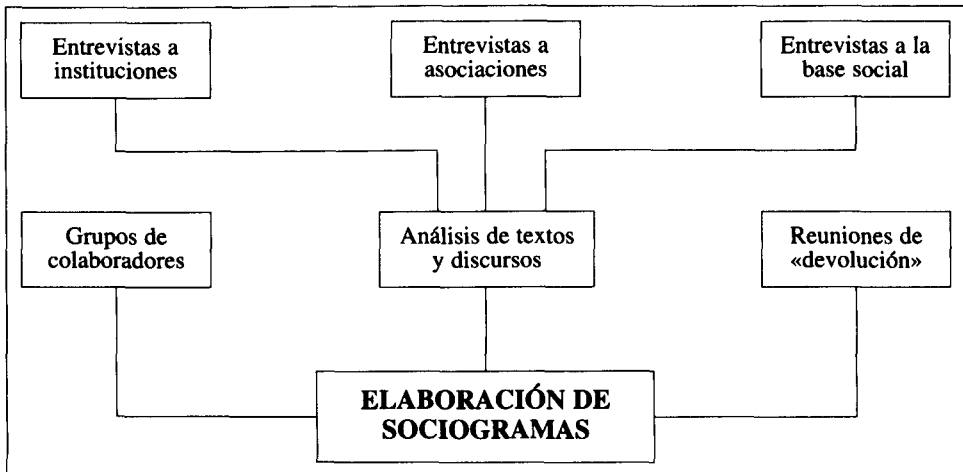 Entrevistas a
instituciones
Entrevistas a
asociaciones
Entrevistas a la
base social
Grupos de
colaboradores
Análisis de textos
y discursos
Reuniones de
«devolución»
ELABORACIÓN DE
SOCIOGRAMAS